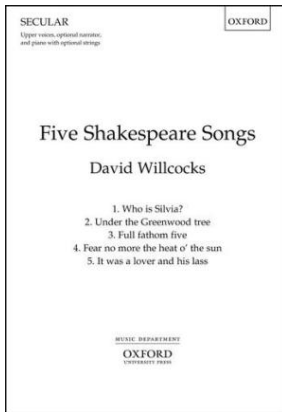 SECULAR
OXFORD
Upper voices, optional narrator,
and piano with optional strings
Five Shakespeare Songs
David Willcocks
1. Who is Silvia?
2. Under the Greenwood tree
3. Full fathom five
4. Fear no more the heat o' the sun
5. It was a lover and his lass
MUSIC DEPARTMENT
OXFORD
UNIVERSITY PRESS